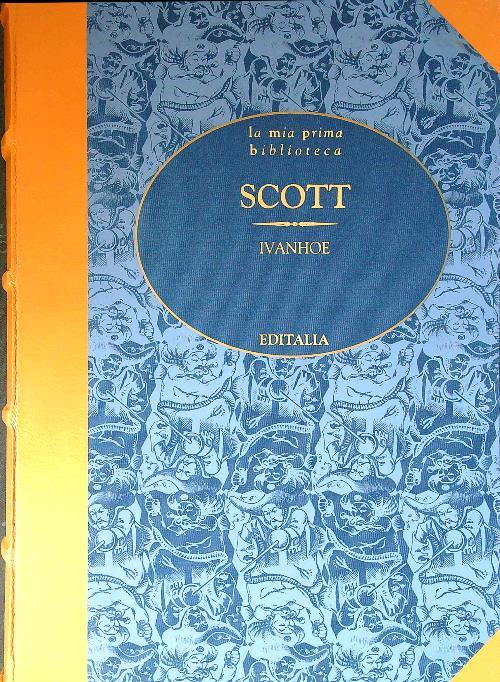 la mia prima
biblioteca
SCOTT
IVANHOE
EDITALIA